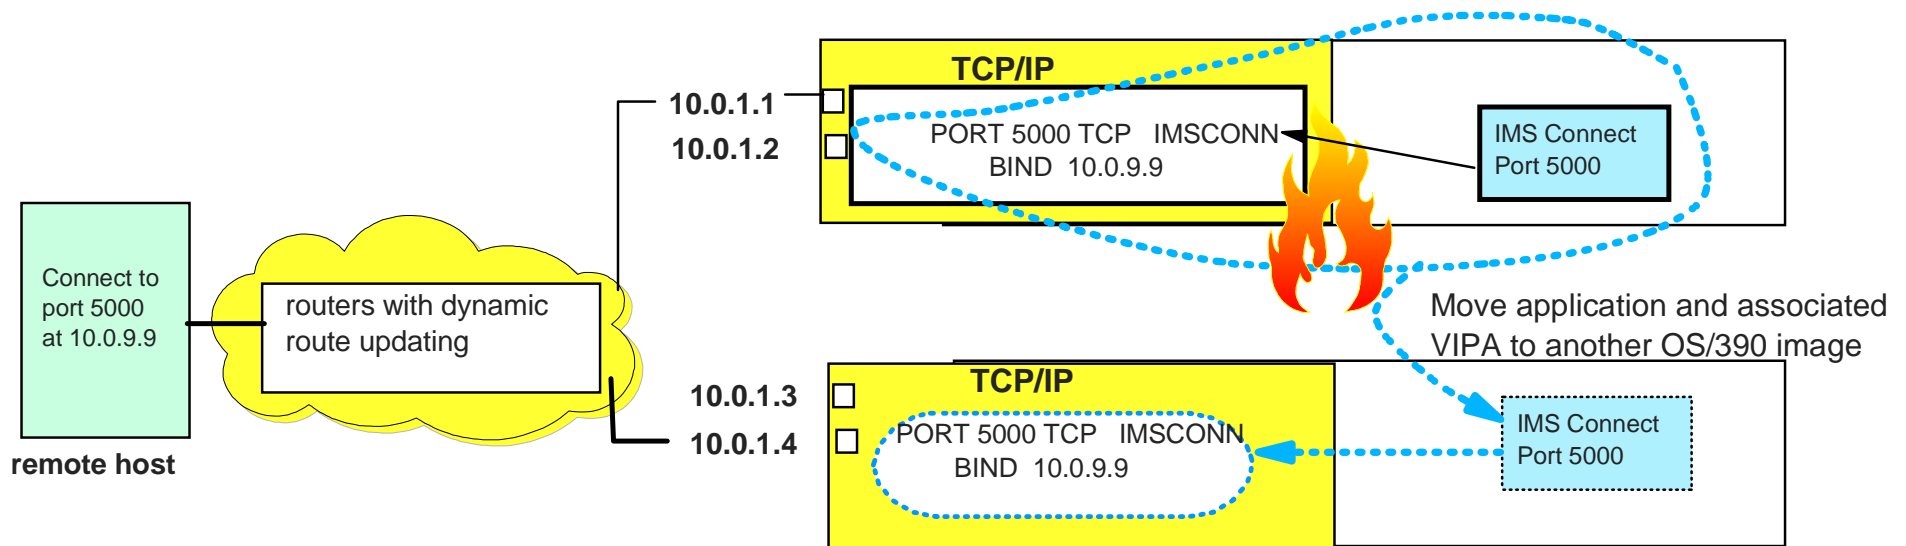 TCP/IP
10.0.1.1
10.0.1.2
PORT 5000 TCP IMSCONN
BIND 10.0.9.9
IMS Connect
Port 5000
Connect to
port 5000
at 10.0.9.9
remote host
routers with dynamic
route updating
Move application and associated
VIPA to another OS/390 image
TCP/IP
10.0.1.3
10.0.1.4
PORT 5000 TCP IMSCONN
BIND 10.0.9.9
IMS Connect
Port 5000